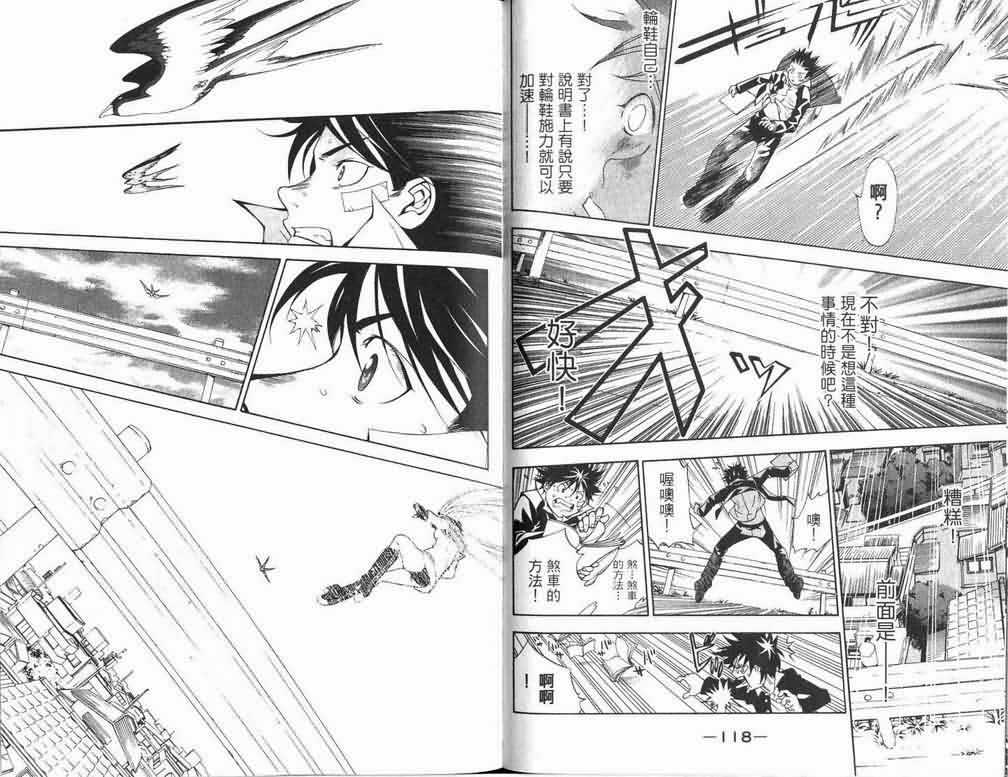 啊？
輪鞋自己…
對了…！
說明書上有說只要
對輪鞋施力就可以
加速——！
不對！
現在不是想這種
事情的時候吧？
好快！
糟糕！
前面是——！
噢！
喔噢噢！
煞…煞車
的方法…
煞車的
方法！
啊啊
！
—118—